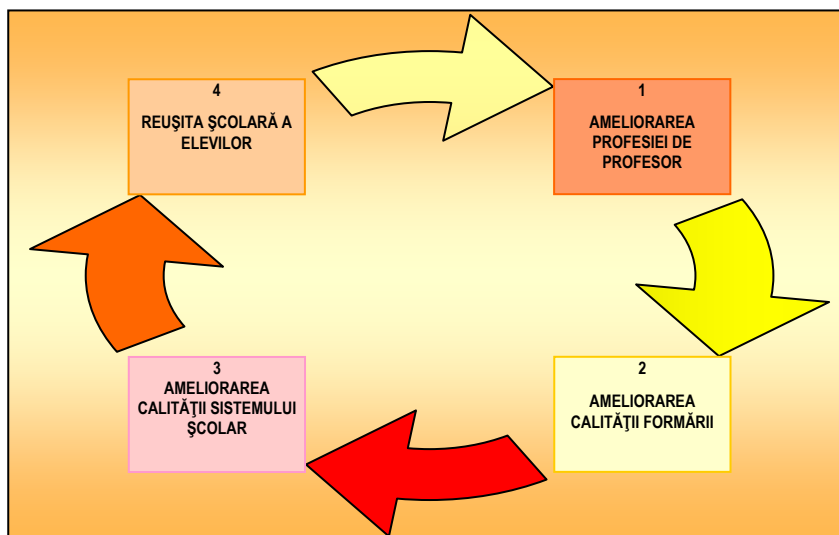 4
REUŞITA ŞCOLARĂ A
ELEVILOR
1
AMELIORAREA
PROFESIEI DE
PROFESOR
3
AMELIORAREA
CALITĂŢII SISTEMULUI
ŞCOLAR
2
AMELIORAREA
CALITĂŢII FORMĂRII